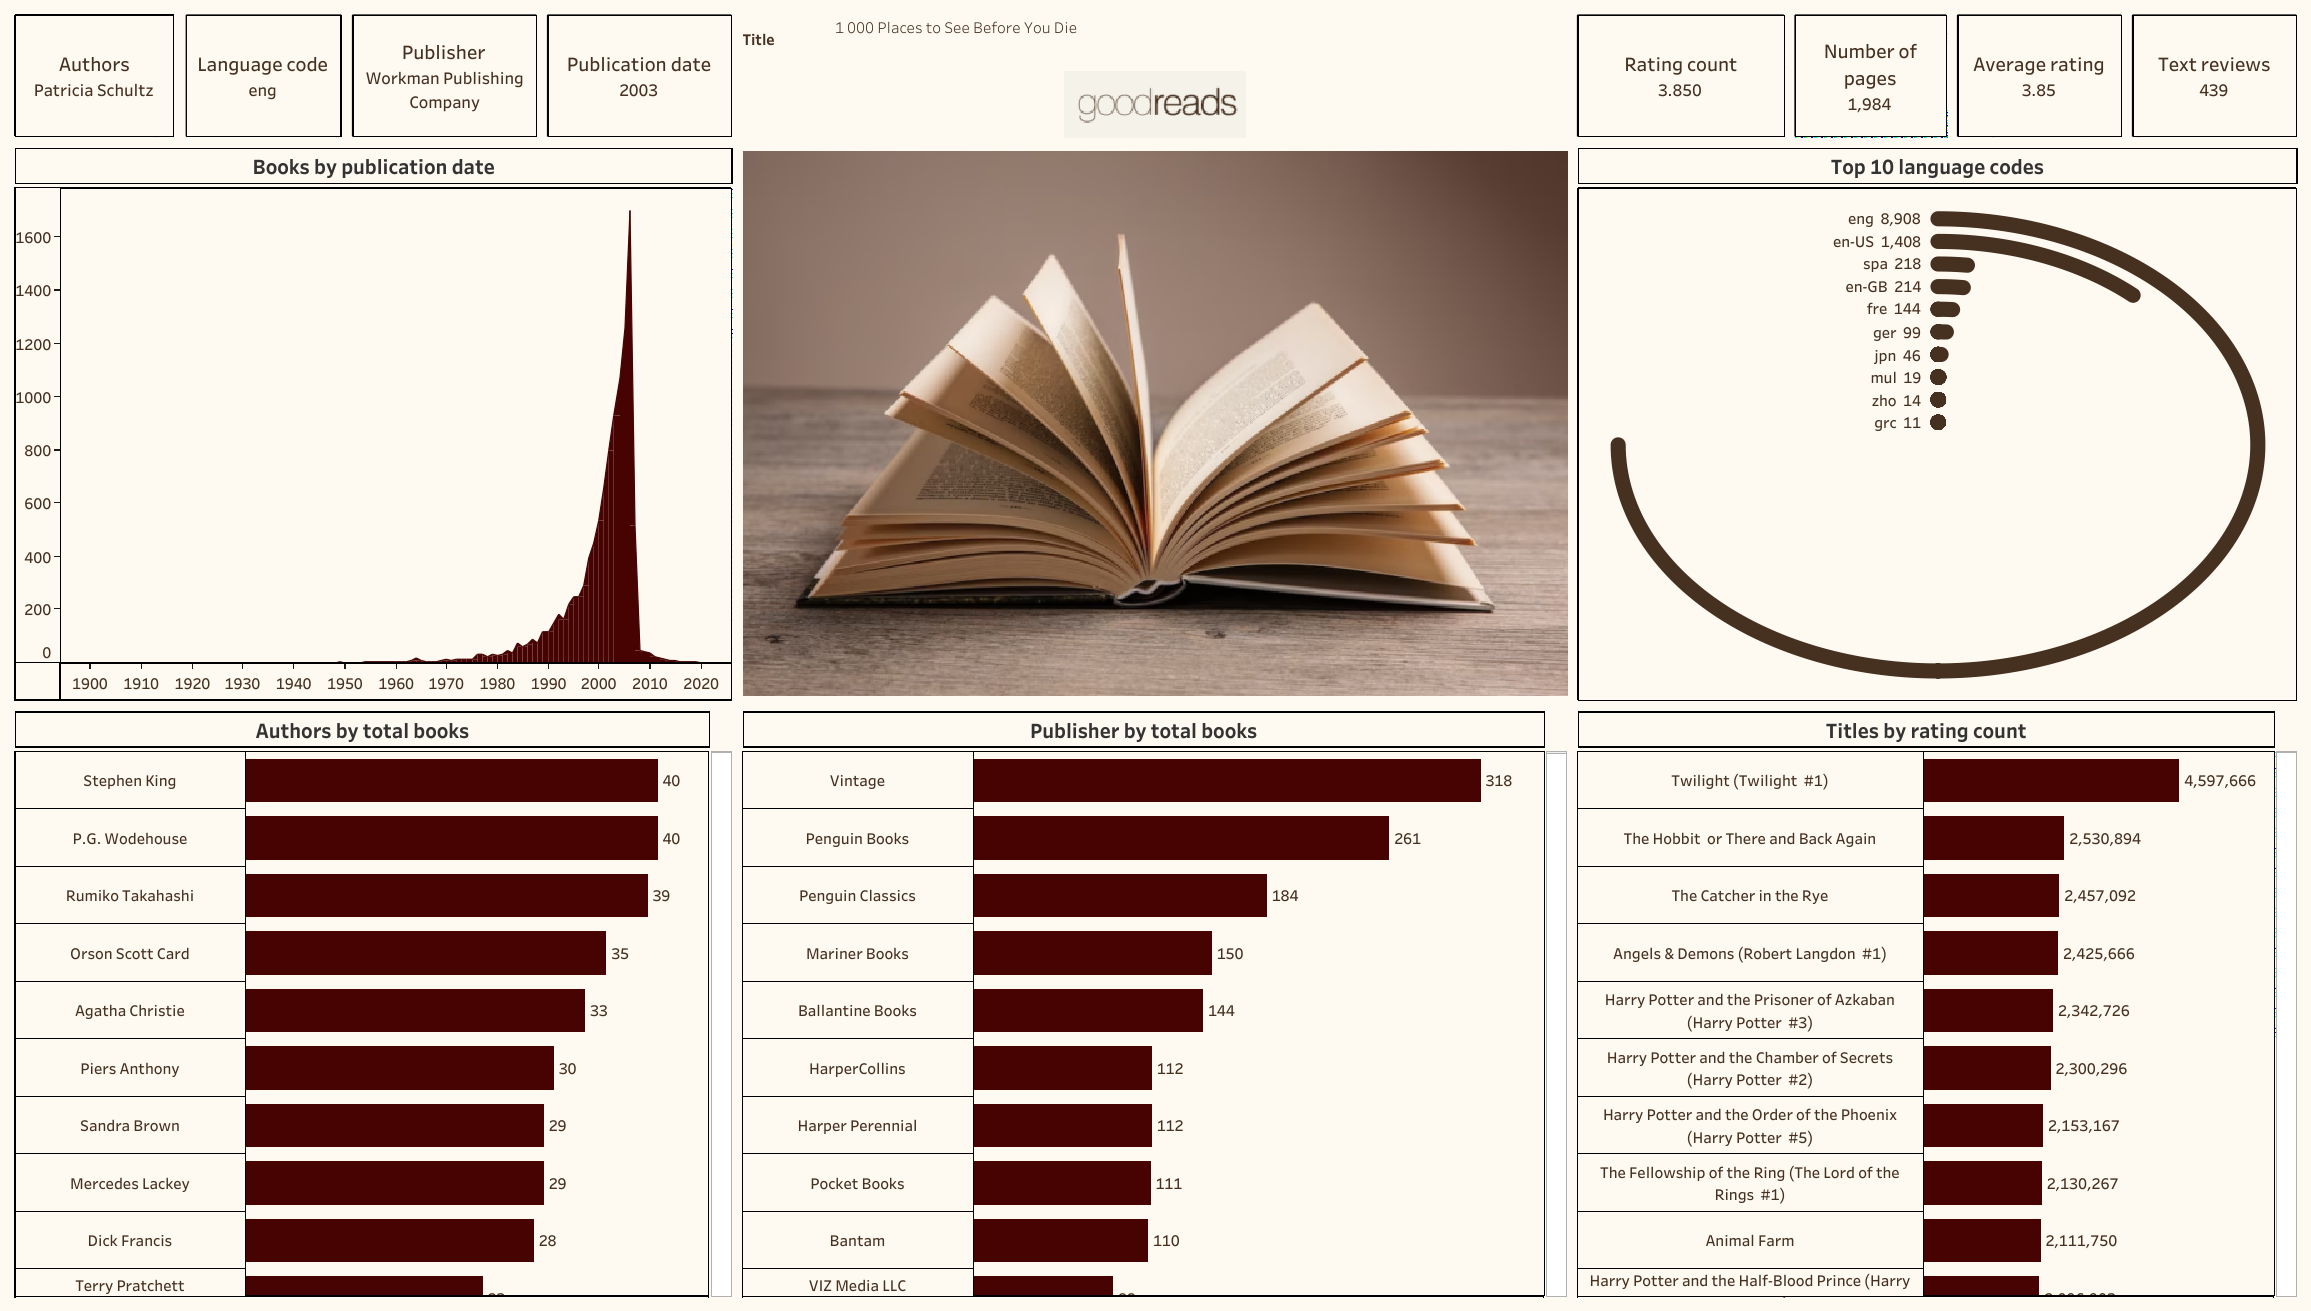 Authors
Patricia Schultz
Language code
eng
Publisher
Workman Publishing
Company
Publication date
2003
Title
1 000 Places to See Before You Die
goodreads
Rating count
3.850
Number of
pages
1,984
Average rating
3.85
Text reviews
439
Books by publication date
1600
1400
1200
1000
800
600
400
200
0
1900 1910 1920 1930 1940 1950 1960 1970 1980 1990 2000 2010 2020
Top 10 language codes
eng 8,908
en-US 1,408
spa 218
en-GB 214
fre 144
ger 99
jpn 46
mul 19
zho 14
grc 11
Authors by total books
Stephen King 40
P.G. Wodehouse 40
Rumiko Takahashi 39
Orson Scott Card 35
Agatha Christie 33
Piers Anthony 30
Sandra Brown 29
Mercedes Lackey 29
Dick Francis 28
Terry Pratchett
Publisher by total books
Vintage 318
Penguin Books 261
Penguin Classics 184
Mariner Books 150
Ballantine Books 144
HarperCollins 112
Harper Perennial 112
Pocket Books 111
Bantam 110
VIZ Media LLC
Titles by rating count
Twilight (Twilight #1) 4,597,666
The Hobbit or There and Back Again 2,530,894
The Catcher in the Rye 2,457,092
Angels & Demons (Robert Langdon #1) 2,425,666
Harry Potter and the Prisoner of Azkaban
(Harry Potter #3) 2,342,726
Harry Potter and the Chamber of Secrets
(Harry Potter #2) 2,300,296
Harry Potter and the Order of the Phoenix
(Harry Potter #5) 2,153,167
The Fellowship of the Ring (The Lord of the
Rings #1) 2,130,267
Animal Farm 2,111,750
Harry Potter and the Half-Blood Prince (Harry